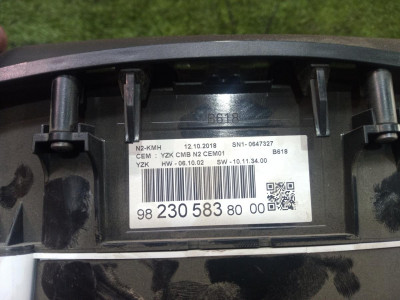 B618
N2-KMH 12.10.2018 SN1- 0647327
CEM : YZK CMB N2 CEM01 B618
YZK HW - 06.10.02 SW -10.11.34.00
98 230 583 80 00